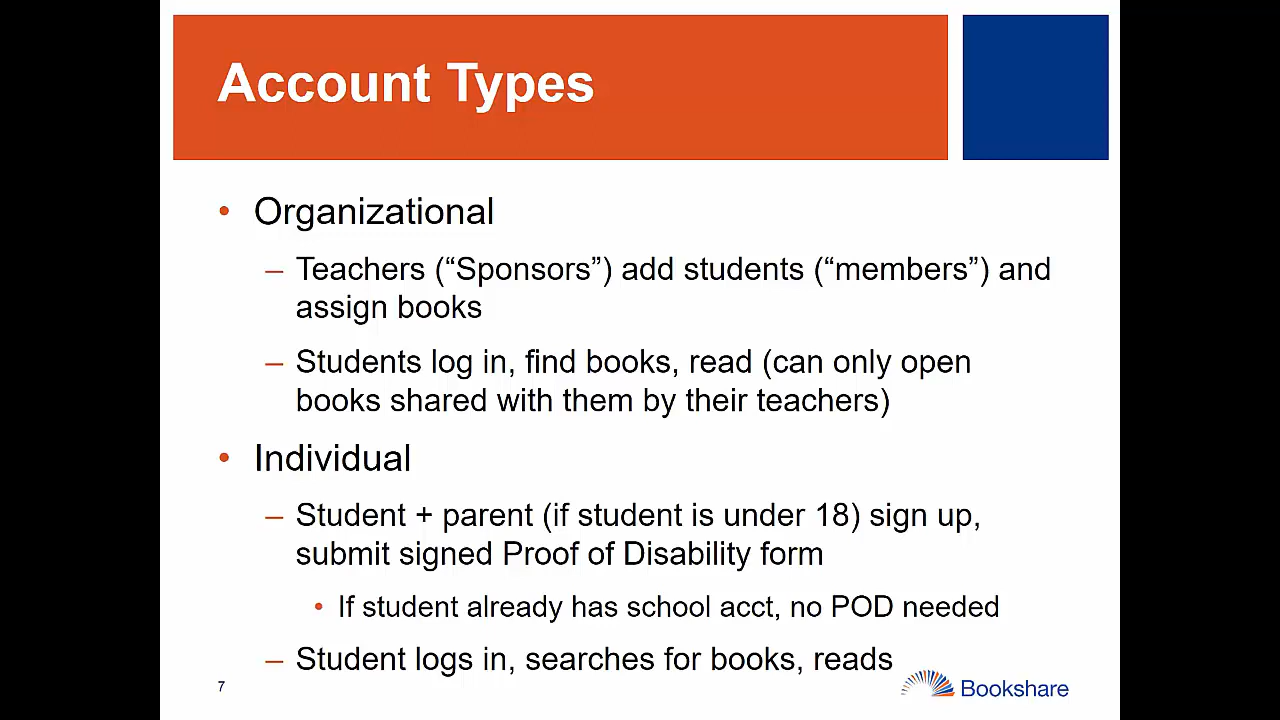 Account Types
• Organizational
– Teachers (“Sponsors”) add students (“members”) and
assign books
– Students log in, find books, read (can only open
books shared with them by their teachers)
• Individual
– Student + parent (if student is under 18) sign up,
submit signed Proof of Disability form
• If student already has school acct, no POD needed
– Student logs in, searches for books, reads
7
Bookshare